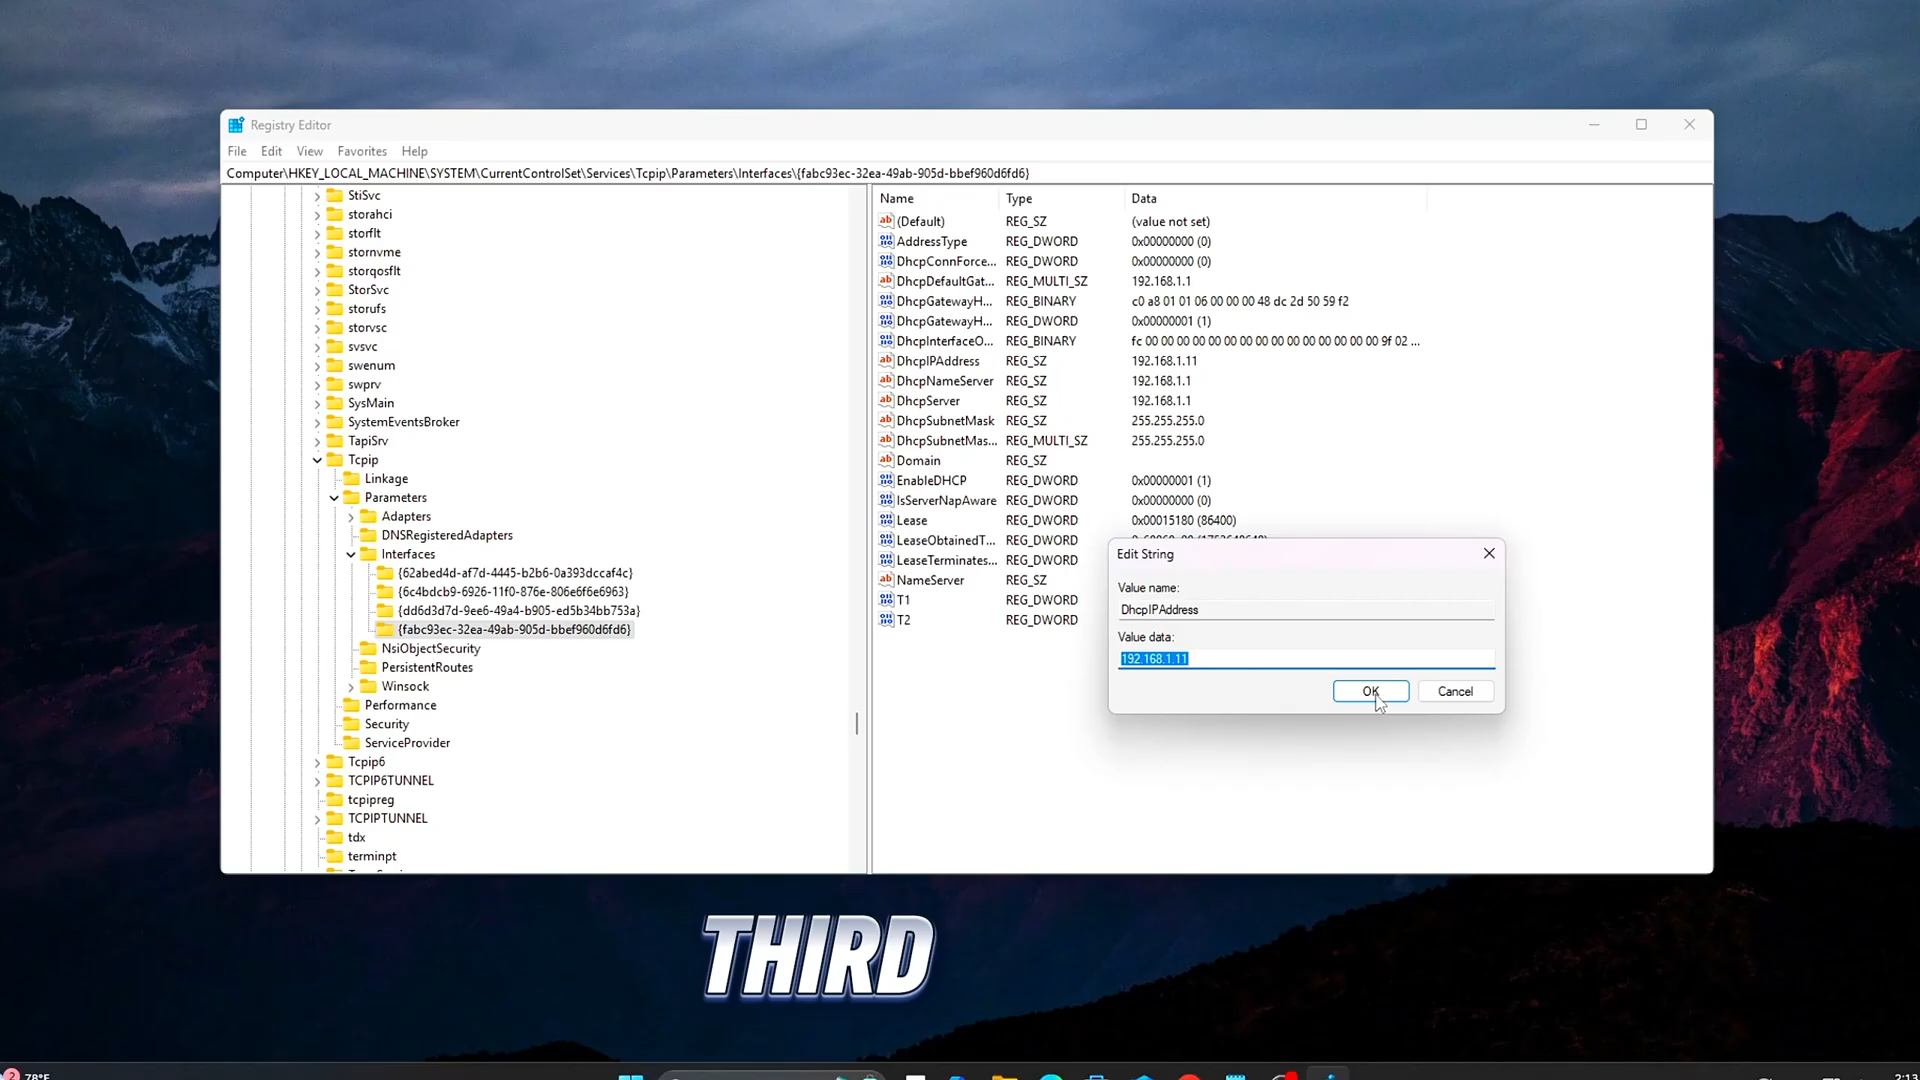 Registry Editor
File Edit View Favorites Help
Computer\HKEY_LOCAL_MACHINE\SYSTEM\CurrentControlSet\Services\Tcpip\Parameters\Interfaces\{fabc93ec-32ea-49ab-905d-bbef960d6fd6}
StiSvc
storahci
storflt
stornvme
storqosflt
StorSvc
storufs
storvsc
svsvc
swenum
swprv
SysMain
SystemEventsBroker
TapiSrv
Tcpip
Linkage
Parameters
Adapters
DNSRegisteredAdapters
Interfaces
{62abed4d-af7d-4445-b2b6-0a393dccaf4c}
{6c4bdcb9-6926-11f0-876e-806e6f6e6963}
{dd6d3d7d-9ee6-49a4-b905-ed5b34bb753a}
{fabc93ec-32ea-49ab-905d-bbef960d6fd6}
NsiObjectSecurity
PersistentRoutes
Winsock
Performance
Security
ServiceProvider
Tcpip6
TCPIP6TUNNEL
tcpipreg
TCPIPTUNNEL
tdx
terminpt
Name Type Data
(Default) REG_SZ (value not set)
AddressType REG_DWORD 0x00000000 (0)
DhcpConnForce... REG_DWORD 0x00000000 (0)
DhcpDefaultGat... REG_MULTI_SZ 192.168.1.1
DhcpGatewayH... REG_BINARY c0 a8 01 01 06 00 00 00 48 dc 2d 50 59 f2
DhcpGatewayH... REG_DWORD 0x00000001 (1)
DhcpInterfaceO... REG_BINARY fc 00 00 00 00 00 00 00 00 00 00 00 00 00 00 00 9f 02 ...
DhcpIPAddress REG_SZ 192.168.1.11
DhcpNameServer REG_SZ 192.168.1.1
DhcpServer REG_SZ 192.168.1.1
DhcpSubnetMask REG_SZ 255.255.255.0
DhcpSubnetMas... REG_MULTI_SZ 255.255.255.0
Domain REG_SZ
EnableDHCP REG_DWORD 0x00000001 (1)
IsServerNapAware REG_DWORD 0x00000000 (0)
Lease REG_DWORD 0x00015180 (86400)
LeaseObtainedT... REG_DWORD
LeaseTerminates... REG_DWORD
NameServer REG_SZ
T1 REG_DWORD
T2 REG_DWORD
Edit String
Value name:
DhcpIPAddress
Value data:
192.168.1.11
OK Cancel
THIRD
2 78°F
2:13